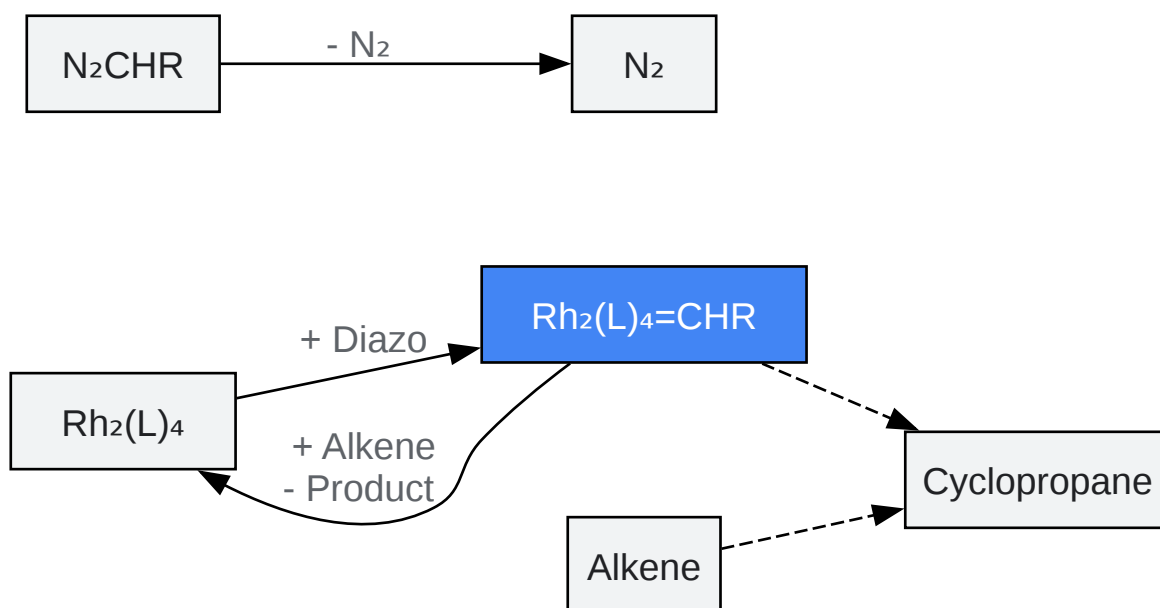 N₂CHR
- N₂
N₂
Rh₂(L)₄=CHR
+ Diazo
Rh₂(L)₄
+ Alkene
- Product
Cyclopropane
Alkene